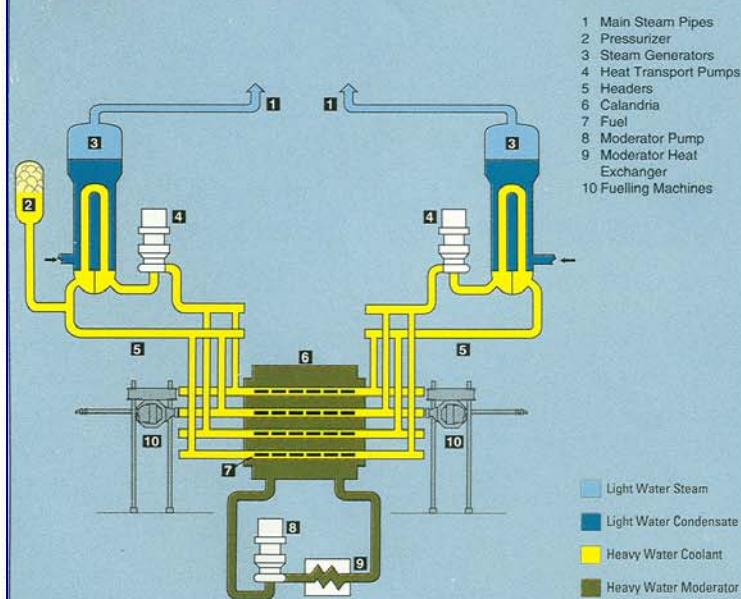 1 Main Steam Pipes
2 Pressurizer
3 Steam Generators
4 Heat Transport Pumps
5 Headers
6 Calandria
7 Fuel
8 Moderator Pump
9 Moderator Heat
Exchanger
10 Fuelling Machines
1 1
3 3
2
4 4
5 5
6
10 10
7
8
9
Light Water Steam
Light Water Condensate
Heavy Water Coolant
Heavy Water Moderator